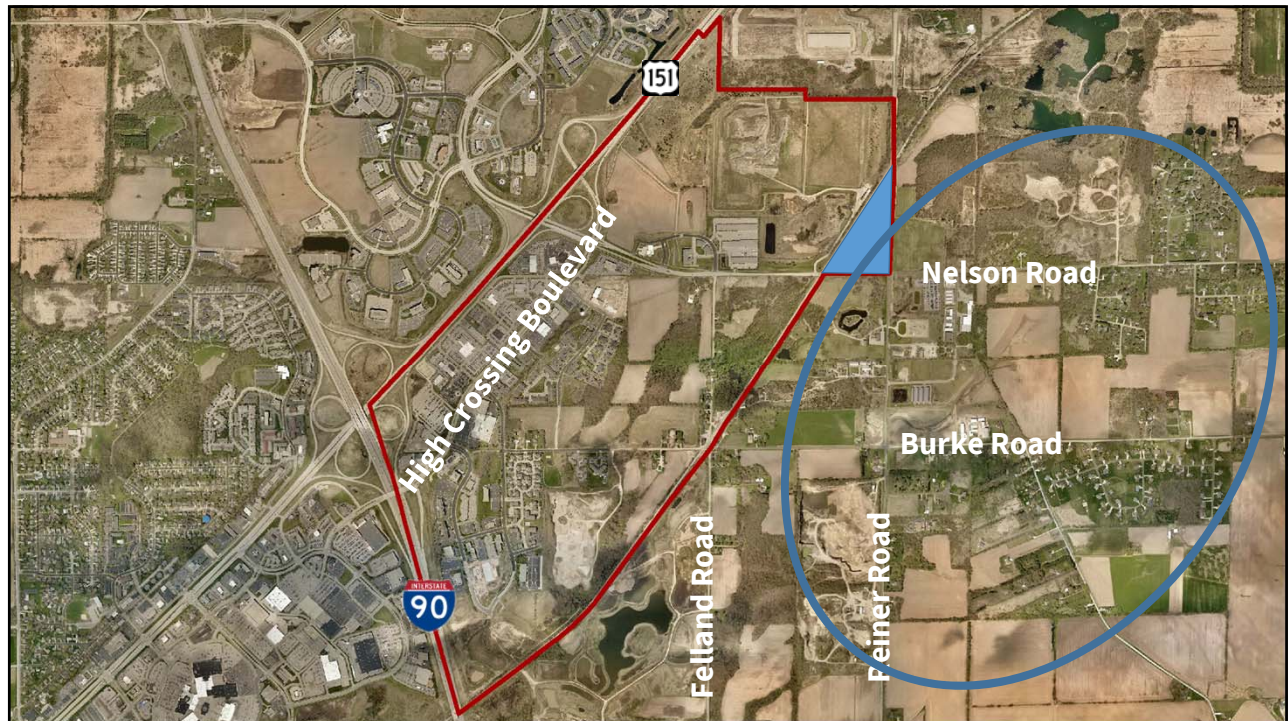 151
High Crossing Boulevard
Nelson Road
Burke Road
Felland Road
Reiner Road
INTERSTATE
90